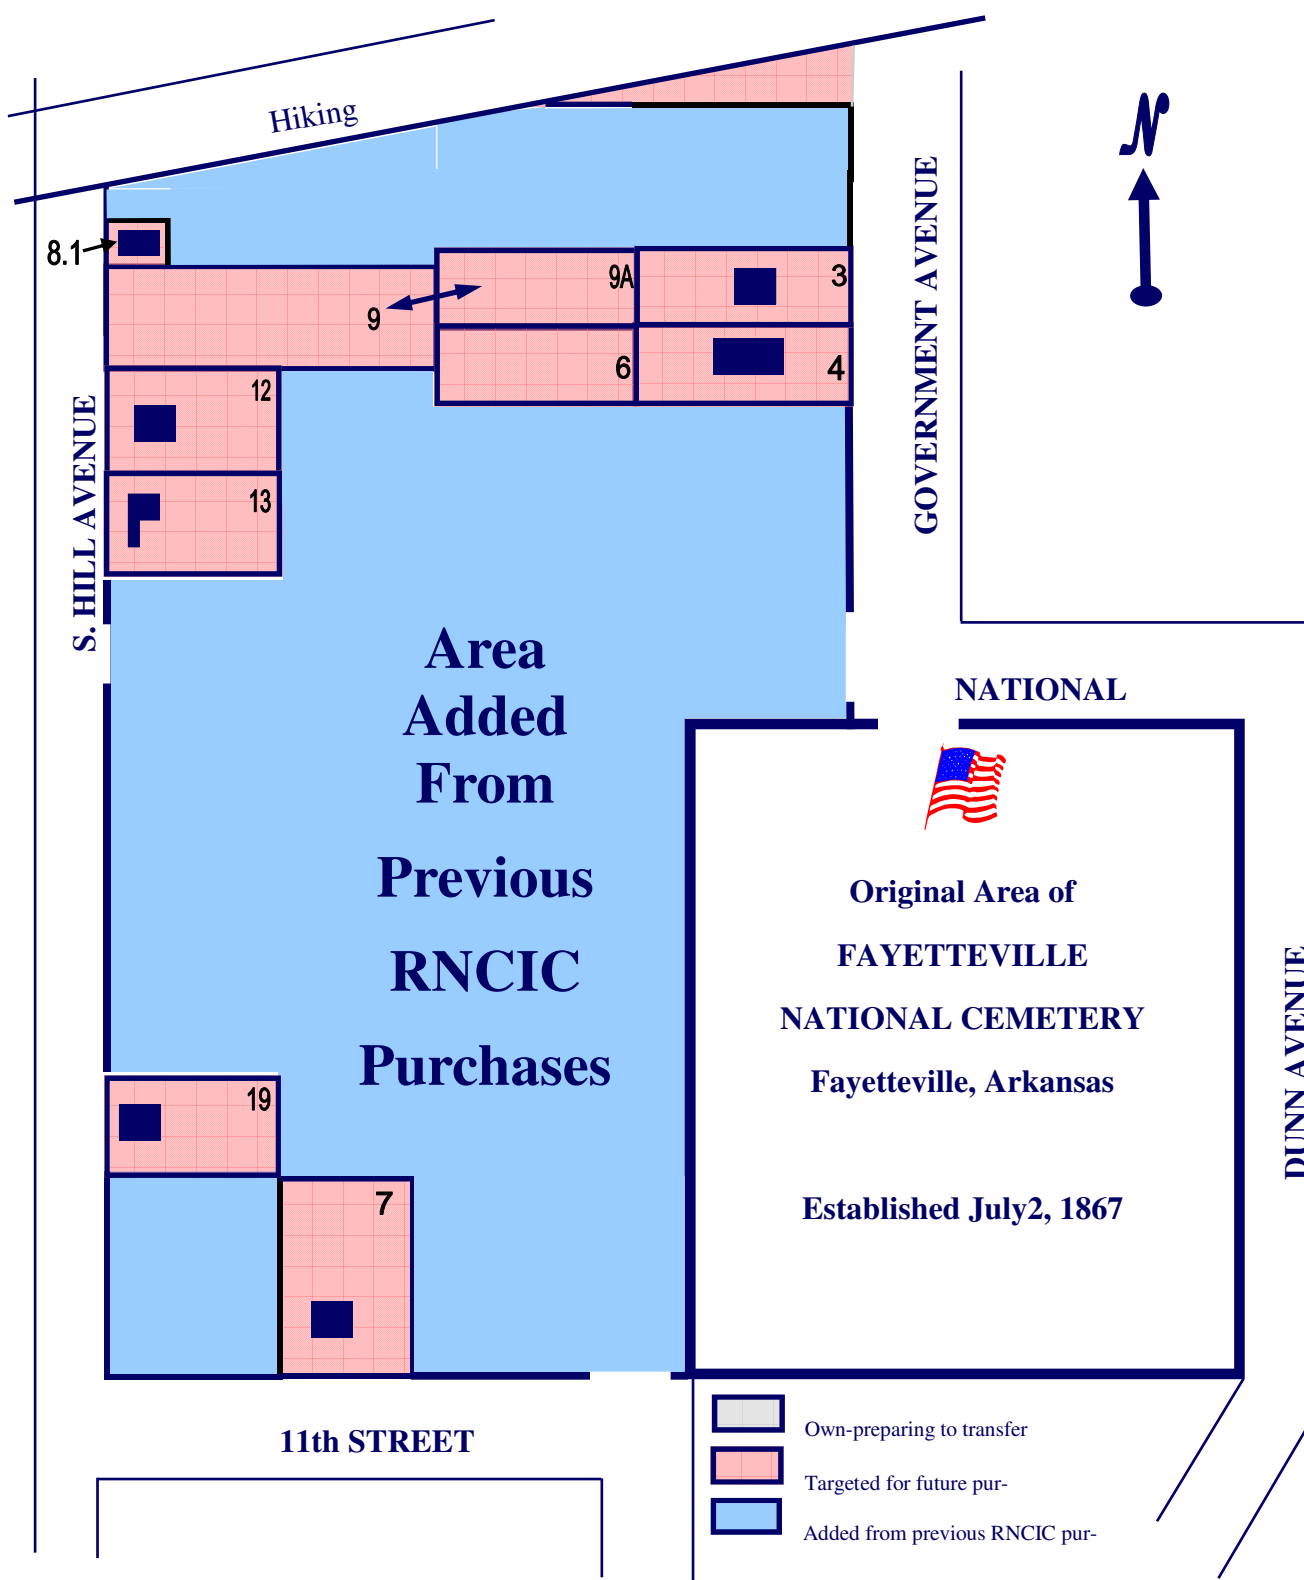 Hiking
N
8.1
9
9A
3
6
4
12
13
S. HILL AVENUE
GOVERNMENT AVENUE
NATIONAL
Area
Added
From
Previous
RNCIC
Purchases
Original Area of
FAYETTEVILLE
NATIONAL CEMETERY
Fayetteville, Arkansas
Established July2, 1867
DUNN AVENUE
19
7
11th STREET
Own-preparing to transfer
Targeted for future pur-
Added from previous RNCIC pur-